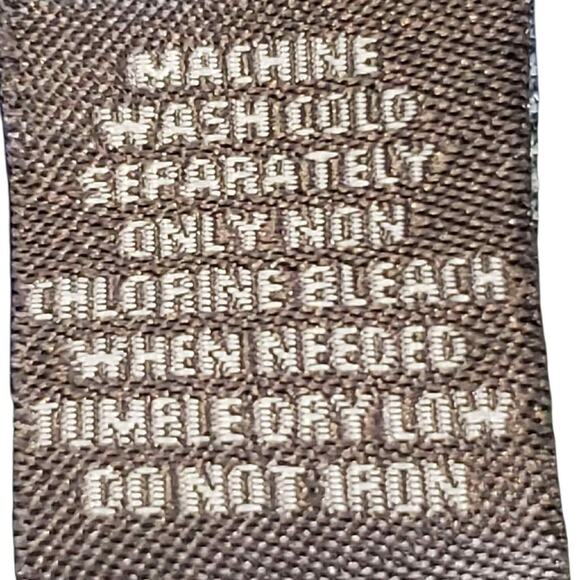 MACHINE
WASH COLD
SEPARATELY
ONLY NON
CHLORINE BLEACH
WHEN NEEDED
TUMBLE DRY LOW
DO NOT IRON